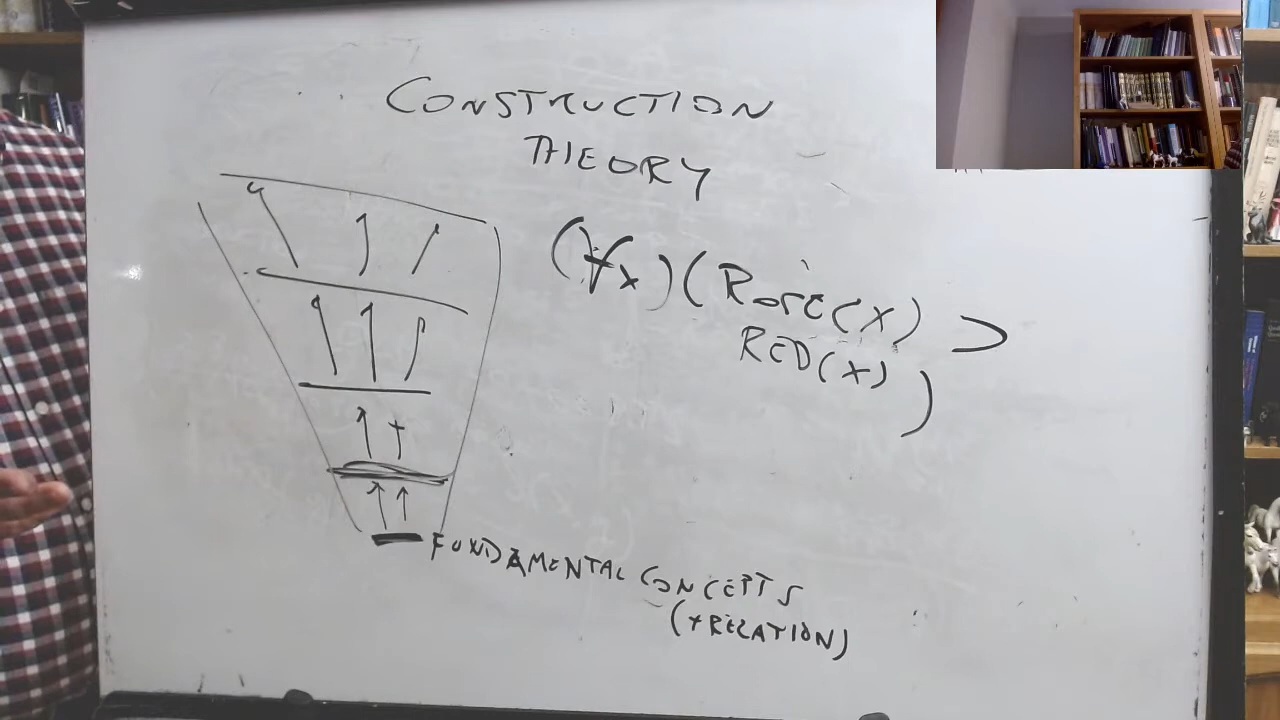 CONSTRUCTION
THEORY
(∀x)(ROSE(X) ⊃
RED(X)
)
FUNDAMENTAL CONCEPTS
(+RELATION)